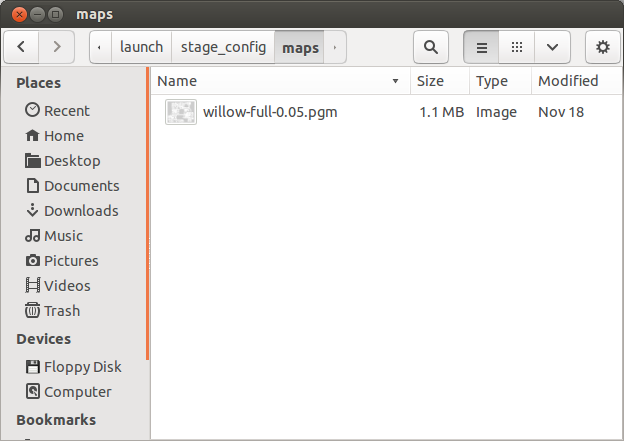 maps
launch stage_config maps
Places
Recent
Home
Desktop
Documents
Downloads
Music
Pictures
Videos
Trash
Devices
Floppy Disk
Computer
Bookmarks
Name Size Type Modified
willow-full-0.05.pgm 1.1 MB Image Nov 18